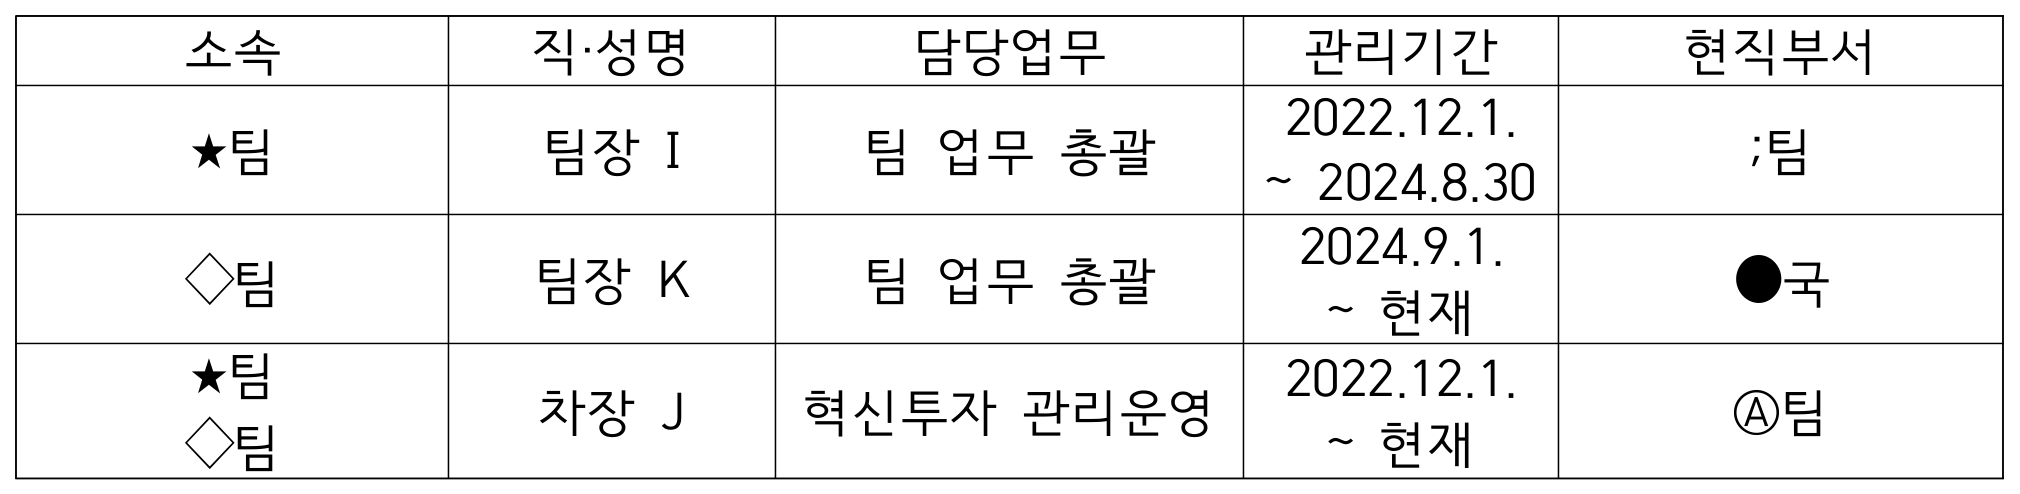 소속 직·성명 담당업무 관리기간 현직부서
★팀 팀장 I 팀 업무 총괄 2022.12.1.
~ 2024.8.30 ;팀
◇팀 팀장 K 팀 업무 총괄 2024.9.1.
~ 현재 ●국
★팀
◇팀 차장 J 혁신투자 관리운영 2022.12.1.
~ 현재 Ⓐ팀